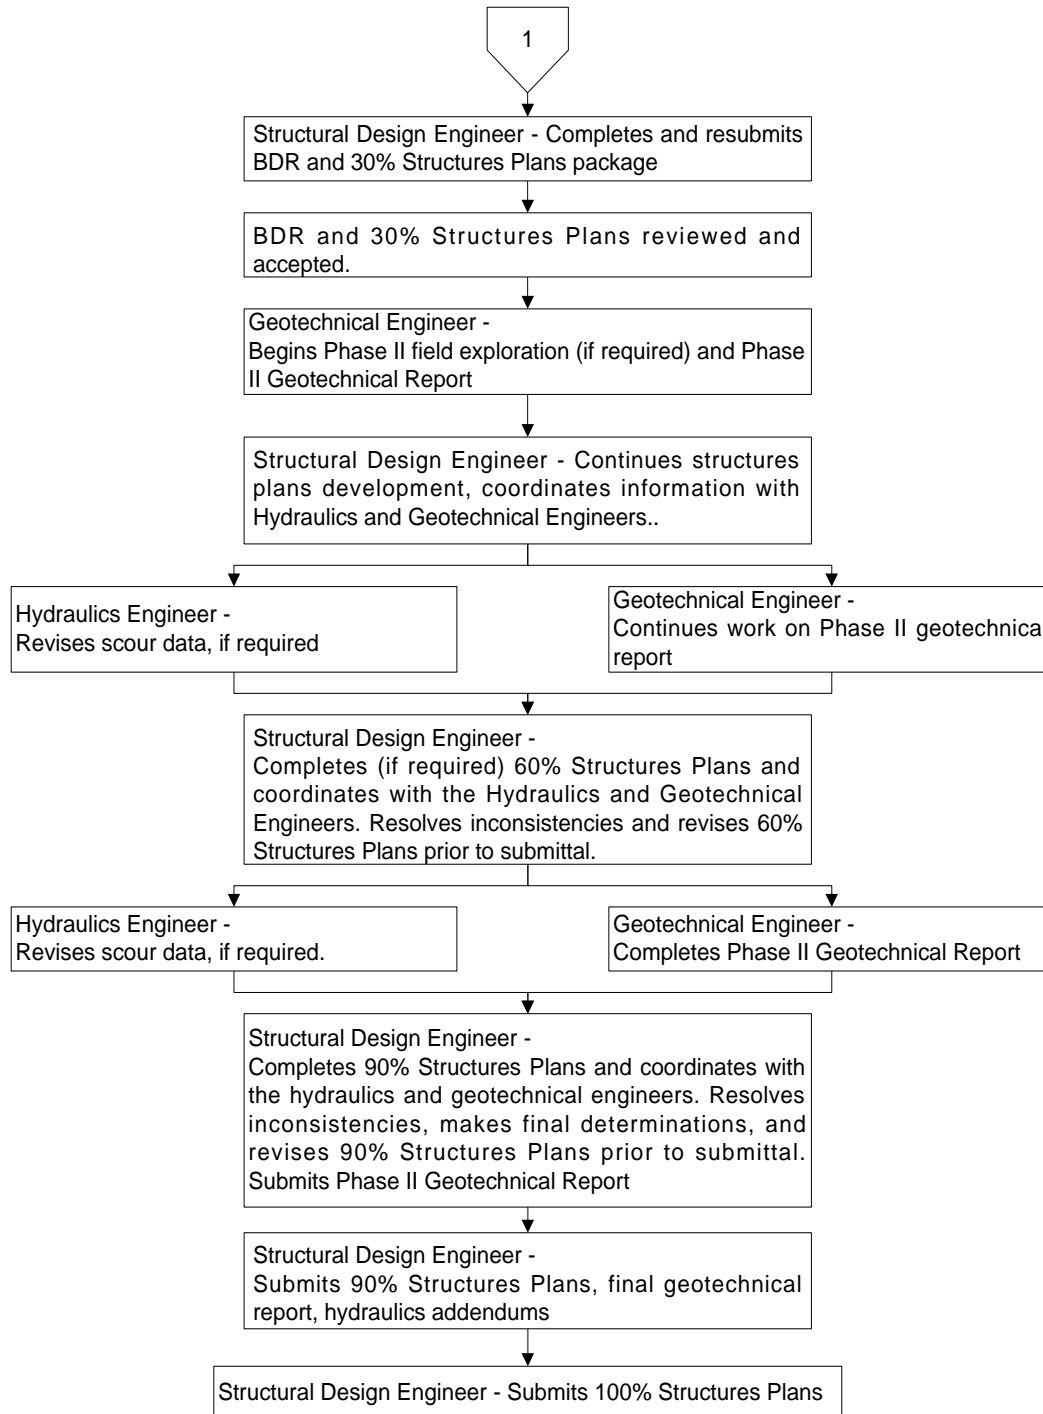 1
Structural Design Engineer - Completes and resubmits
BDR and 30% Structures Plans package
BDR and 30% Structures Plans reviewed and
accepted.
Geotechnical Engineer -
Begins Phase II field exploration (if required) and Phase
II Geotechnical Report
Structural Design Engineer - Continues structures
plans development, coordinates information with
Hydraulics and Geotechnical Engineers..
Hydraulics Engineer -
Revises scour data, if required
Geotechnical Engineer -
Continues work on Phase II geotechnical
report
Structural Design Engineer -
Completes (if required) 60% Structures Plans and
coordinates with the Hydraulics and Geotechnical
Engineers. Resolves inconsistencies and revises 60%
Structures Plans prior to submittal.
Hydraulics Engineer -
Revises scour data, if required.
Geotechnical Engineer -
Completes Phase II Geotechnical Report
Structural Design Engineer -
Completes 90% Structures Plans and coordinates with
the hydraulics and geotechnical engineers. Resolves
inconsistencies, makes final determinations, and
revises 90% Structures Plans prior to submittal.
Submits Phase II Geotechnical Report
Structural Design Engineer -
Submits 90% Structures Plans, final geotechnical
report, hydraulics addendums
Structural Design Engineer - Submits 100% Structures Plans